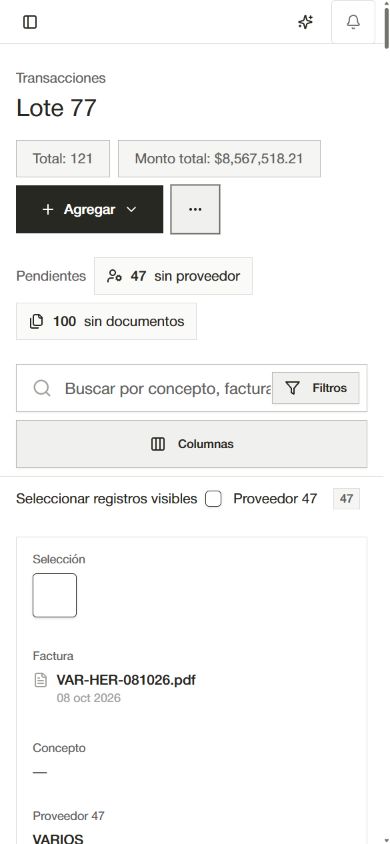 Transacciones
Lote 77
Total: 121
Monto total: $8,567,518.21
Agregar
Pendientes
47 sin proveedor
100 sin documentos
Buscar por concepto, factura
Filtros
Columnas
Seleccionar registros visibles
Proveedor 47
47
Selección
Factura
VAR-HER-081026.pdf
08 oct 2026
Concepto
—
Proveedor 47
VARIOS